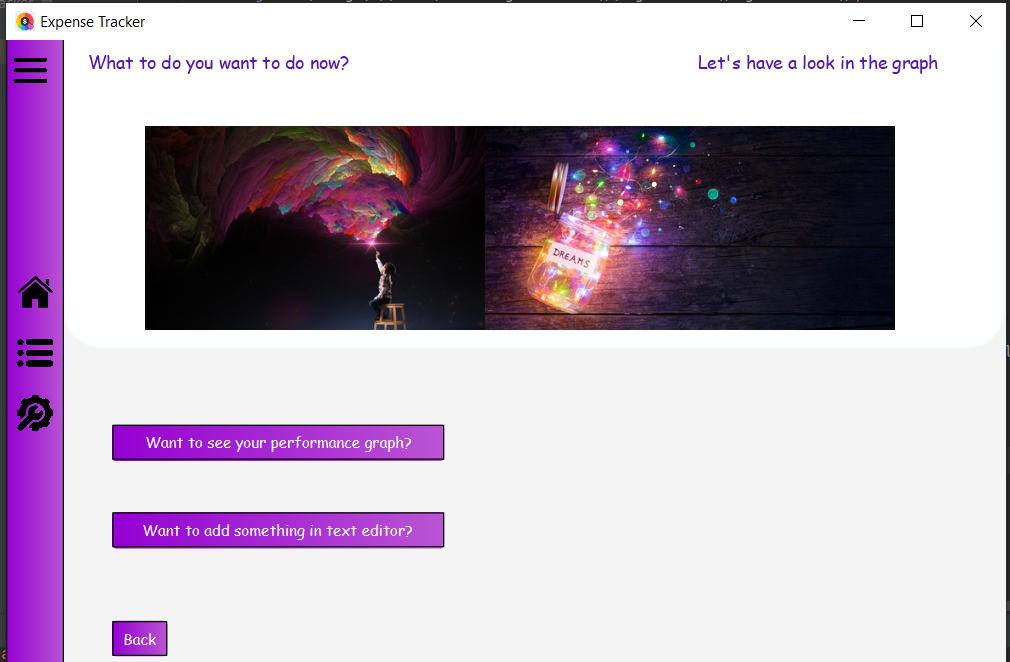 Expense Tracker
What to do you want to do now?
Let's have a look in the graph
DREAMS
Want to see your performance graph?
Want to add something in text editor?
Back